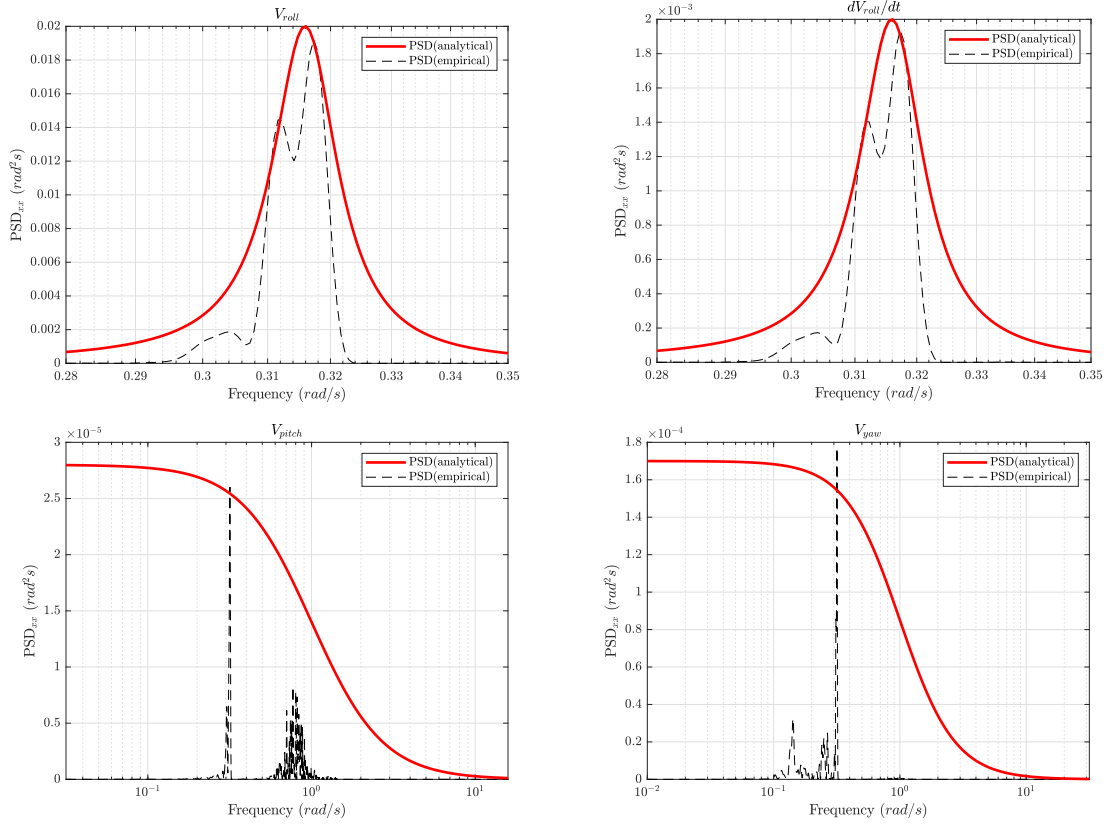 V_roll
PSD(analytical)
PSD(empirical)
0.02
0.018
0.016
0.014
0.012
0.01
0.008
0.006
0.004
0.002
0
PSD_xx (rad²s)
0.28 0.29 0.3 0.31 0.32 0.33 0.34 0.35
Frequency (rad/s)
dV_roll/dt
×10⁻³
PSD(analytical)
PSD(empirical)
2
1.8
1.6
1.4
1.2
1
0.8
0.6
0.4
0.2
0
PSD_xx (rad²s)
0.28 0.29 0.3 0.31 0.32 0.33 0.34 0.35
Frequency (rad/s)
V_pitch
×10⁻⁵
PSD(analytical)
PSD(empirical)
3
2.5
2
1.5
1
0.5
0
PSD_xx (rad²s)
10⁻¹ 10⁰ 10¹
Frequency (rad/s)
V_yaw
×10⁻⁴
PSD(analytical)
PSD(empirical)
1.8
1.6
1.4
1.2
1
0.8
0.6
0.4
0.2
0
PSD_xx (rad²s)
10⁻² 10⁻¹ 10⁰ 10¹
Frequency (rad/s)